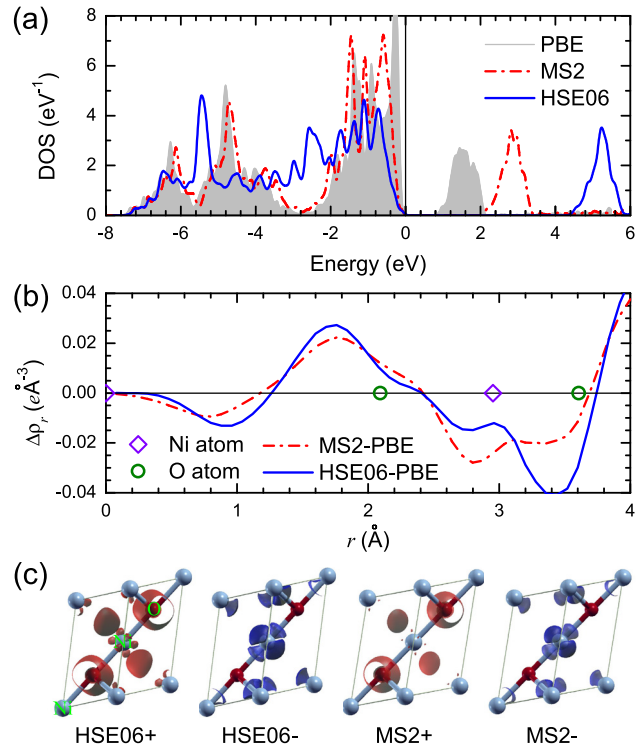 (a)
8
6
4
2
0
DOS (eV⁻¹)
PBE
MS2
HSE06
-8 -6 -4 -2 0 2 4 6
Energy (eV)
(b)
0.04
0.02
0.00
-0.02
-0.04
Δρr (eÅ⁻³)
Ni atom
O atom
MS2-PBE
HSE06-PBE
0 1 2 3 4
r (Å)
(c)
O
Ni
Ni
HSE06+ HSE06- MS2+ MS2-